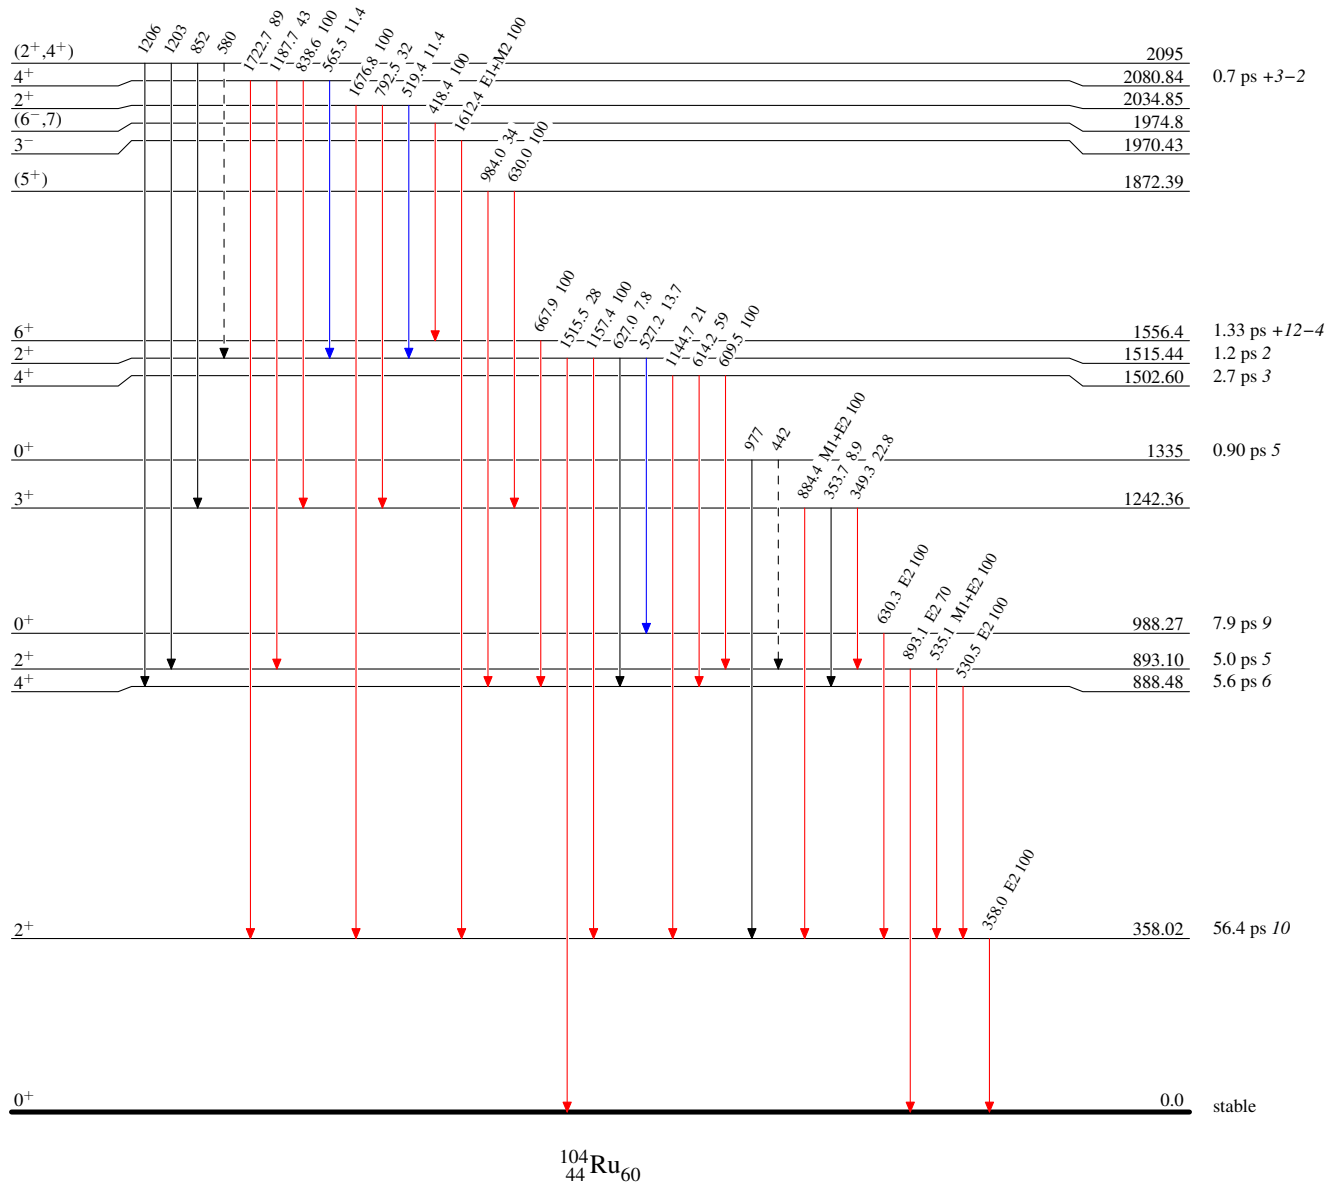 1206
1203
852
580
1722.7 89
1187.7 43
838.6 100
565.5 11.4
1676.8 100
792.5 32
519.4 11.4
418.4 100
1612.4 E1+M2 100
984.0 34
630.0 100
(2⁺,4⁺) 2095
4⁺ 2080.84 0.7 ps +3−2
2⁺ 2034.85
(6⁻,7) 1974.8
3⁻ 1970.43
(5⁺) 1872.39
667.9 100
1515.5 28
1157.4 100
627.0 7.8
527.2 13.7
1144.7 21
614.2 59
609.5 100
6⁺ 1556.4 1.33 ps +12−4
2⁺ 1515.44 1.2 ps 2
4⁺ 1502.60 2.7 ps 3
977
442
884.4 M1+E2 100
353.7 8.9
349.3 22.8
0⁺ 1335 0.90 ps 5
3⁺ 1242.36
630.3 E2 100
893.1 E2 70
535.1 M1+E2 100
530.5 E2 100
0⁺ 988.27 7.9 ps 9
2⁺ 893.10 5.0 ps 5
4⁺ 888.48 5.6 ps 6
358.0 E2 100
2⁺ 358.02 56.4 ps 10
0⁺ 0.0 stable
¹⁰⁴₄₄Ru₆₀